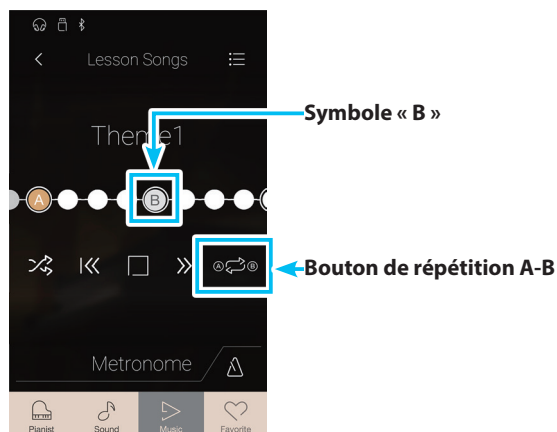 Lesson Songs
Symbole « B »
Theme1
A
B
A B
Bouton de répétition A-B
Metronome
Pianist Sound Music Favorite